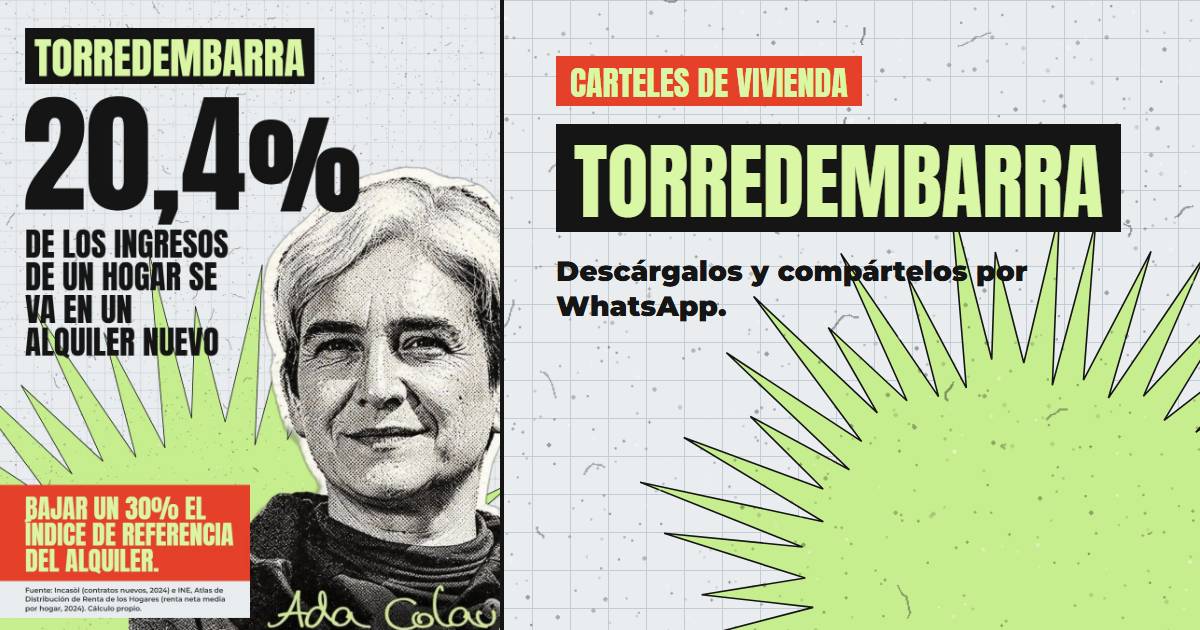 TORREDEMBARRA
20,4%
DE LOS INGRESOS
DE UN HOGAR SE
VA EN UN
ALQUILER NUEVO
BAJAR UN 30% EL
ÍNDICE DE REFERENCIA
DEL ALQUILER.
Fuente: Incasòl (contratos nuevos, 2024) e INE, Atlas de
Distribución de Renta de los Hogares (renta neta media
por hogar, 2024). Cálculo propio.
Ada Colau
CARTELES DE VIVIENDA
TORREDEMBARRA
Descárgalos y compártelos por
WhatsApp.